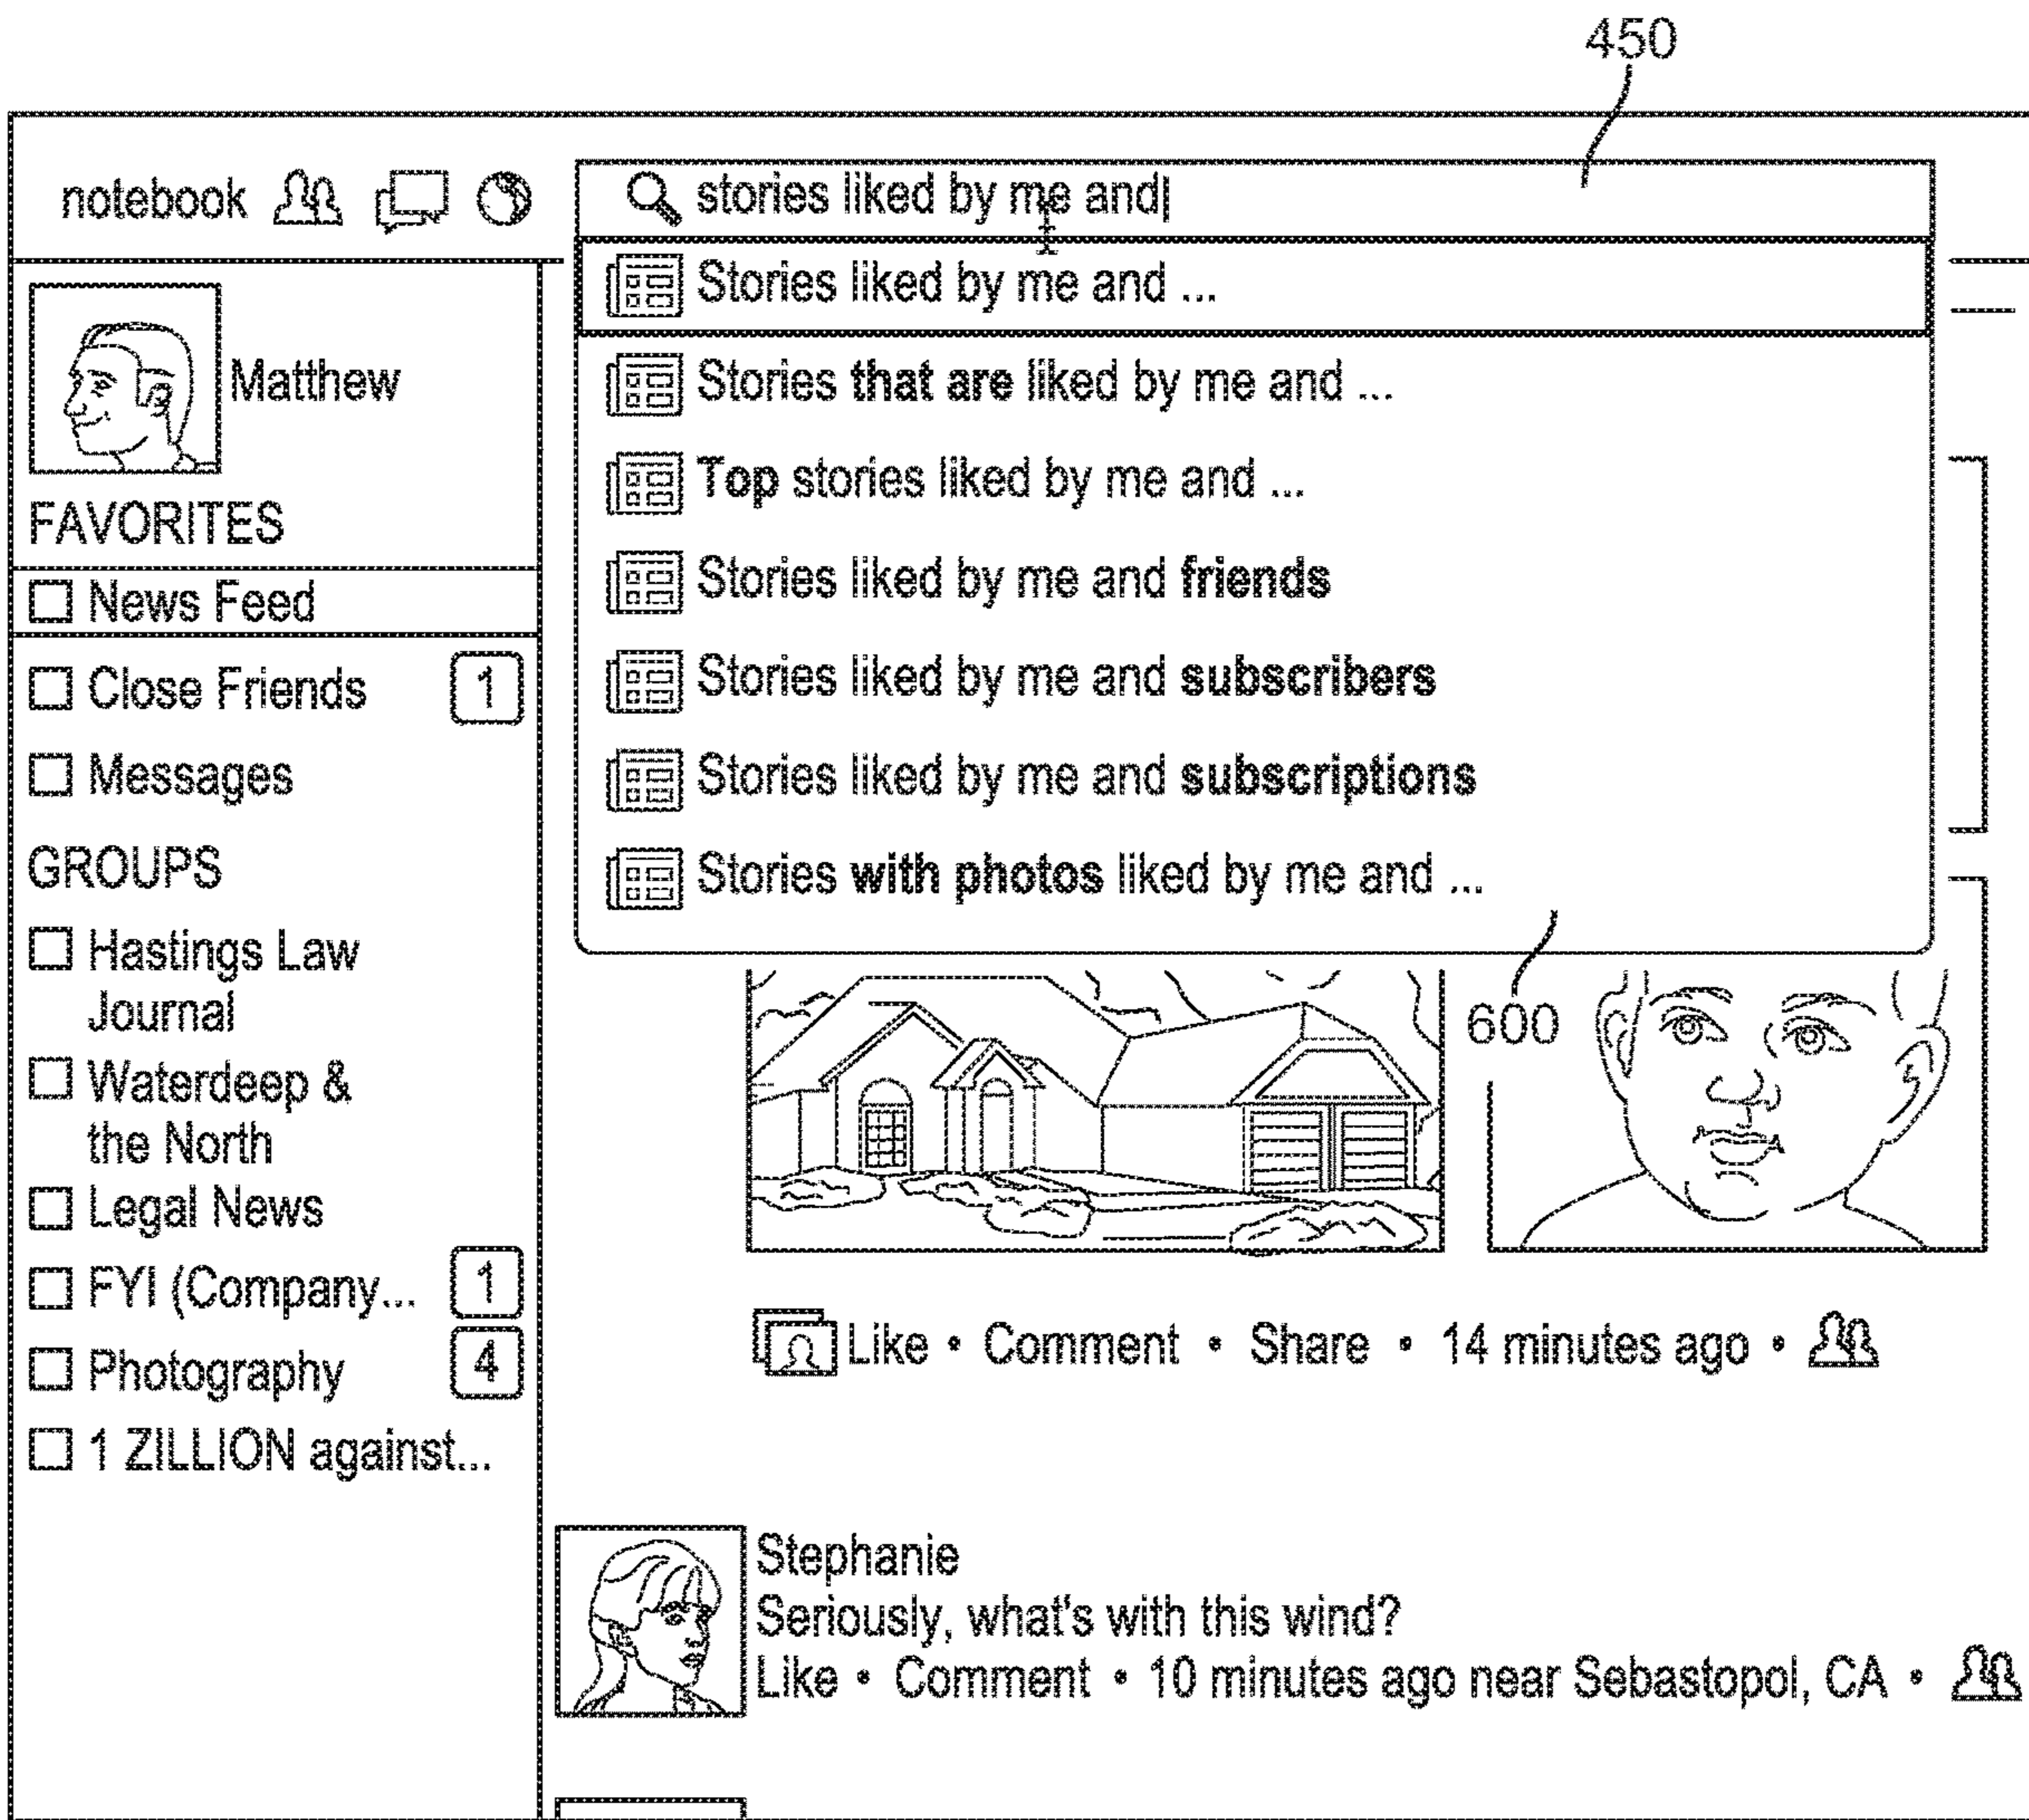 450
notebook
stories liked by me and
Stories liked by me and ...
Stories that are liked by me and ...
Top stories liked by me and ...
Stories liked by me and friends
Stories liked by me and subscribers
Stories liked by me and subscriptions
Stories with photos liked by me and ...
600
Matthew
FAVORITES
News Feed
Close Friends 1
Messages
GROUPS
Hastings Law
Journal
Waterdeep &
the North
Legal News
FYI (Company... 1
Photography 4
1 ZILLION against...
Like • Comment • Share • 14 minutes ago •
Stephanie
Seriously, what's with this wind?
Like • Comment • 10 minutes ago near Sebastopol, CA •